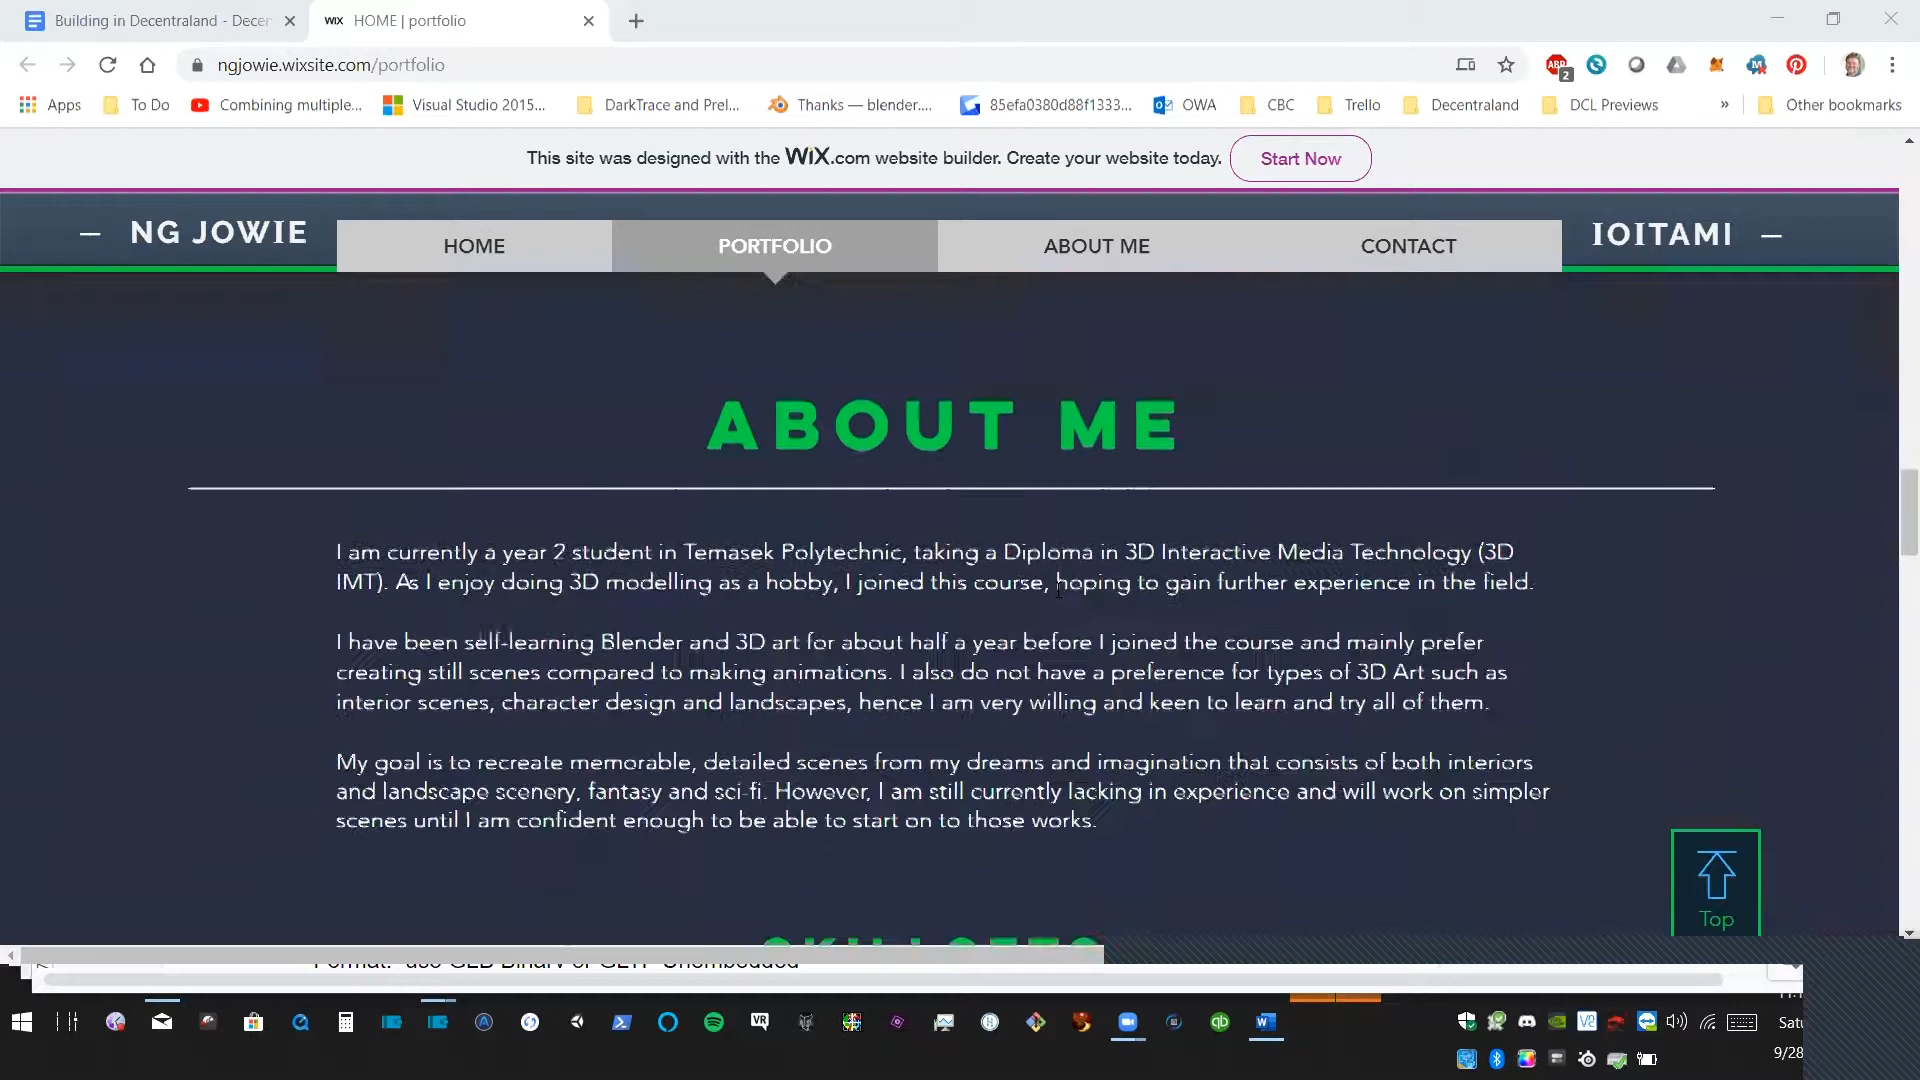 Building in Decentraland - Decen
WIX HOME | portfolio
ngjowie.wixsite.com/portfolio
ABP 2
Apps To Do Combining multiple... Visual Studio 2015... DarkTrace and Prel... Thanks — blender.... 85efa0380d88f1333... OWA CBC Trello Decentraland DCL Previews » Other bookmarks
This site was designed with the WiX.com website builder. Create your website today. Start Now
— NG JOWIE HOME PORTFOLIO ABOUT ME CONTACT IOITAMI —
ABOUT ME
I am currently a year 2 student in Temasek Polytechnic, taking a Diploma in 3D Interactive Media Technology (3D
IMT). As I enjoy doing 3D modelling as a hobby, I joined this course, hoping to gain further experience in the field.
I have been self-learning Blender and 3D art for about half a year before I joined the course and mainly prefer
creating still scenes compared to making animations. I also do not have a preference for types of 3D Art such as
interior scenes, character design and landscapes, hence I am very willing and keen to learn and try all of them.
My goal is to recreate memorable, detailed scenes from my dreams and imagination that consists of both interiors
and landscape scenery, fantasy and sci-fi. However, I am still currently lacking in experience and will work on simpler
scenes until I am confident enough to be able to start on to those works.
Top
VR
qb
Satu
9/28